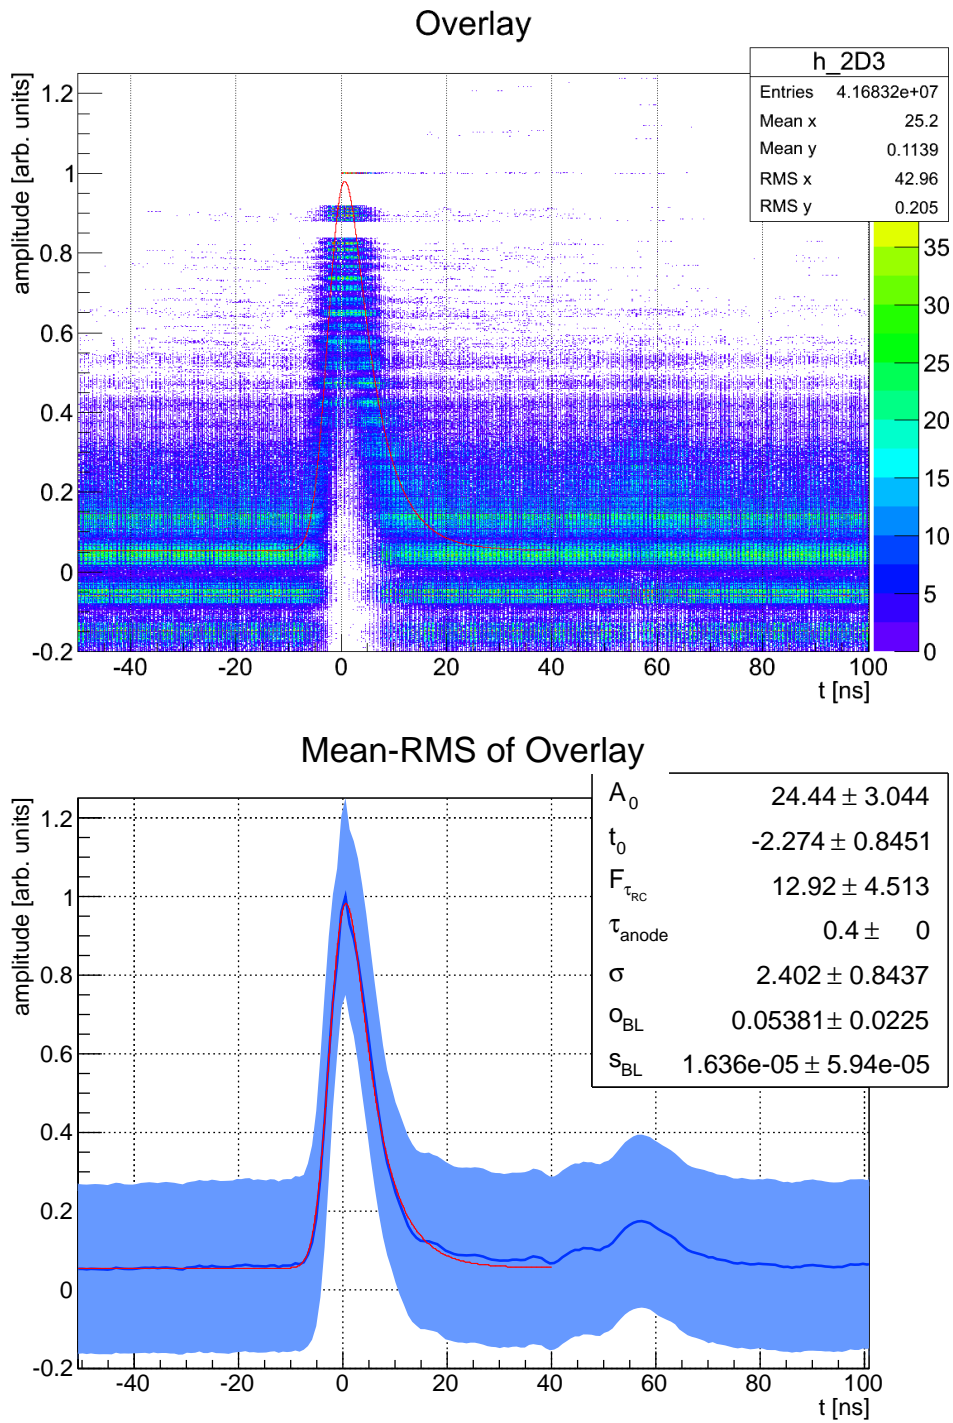 Overlay
amplitude [arb. units]
h_2D3
Entries 4.16832e+07
Mean x 25.2
Mean y 0.1139
RMS x 42.96
RMS y 0.205
1.2
1
0.8
0.6
0.4
0.2
0
-0.2
-40 -20 0 20 40 60 80 100
t [ns]
35
30
25
20
15
10
5
0
Mean-RMS of Overlay
amplitude [arb. units]
A0 24.44 ± 3.044
t0 -2.274 ± 0.8451
FτRC 12.92 ± 4.513
τanode 0.4 ± 0
σ 2.402 ± 0.8437
oBL 0.05381 ± 0.0225
sBL 1.636e-05 ± 5.94e-05
1.2
1
0.8
0.6
0.4
0.2
0
-0.2
-40 -20 0 20 40 60 80 100
t [ns]